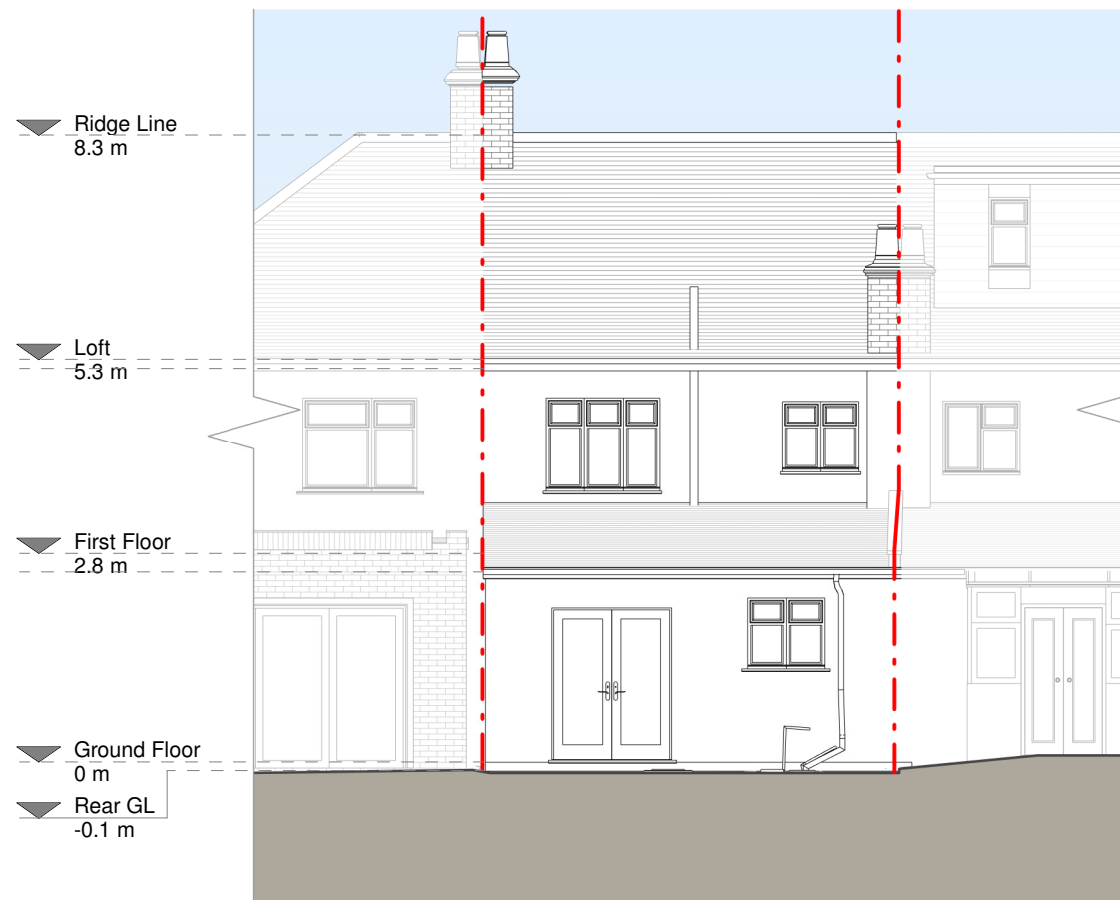 Ridge Line
8.3 m
Loft
5.3 m
First Floor
2.8 m
Ground Floor
0 m
Rear GL
-0.1 m